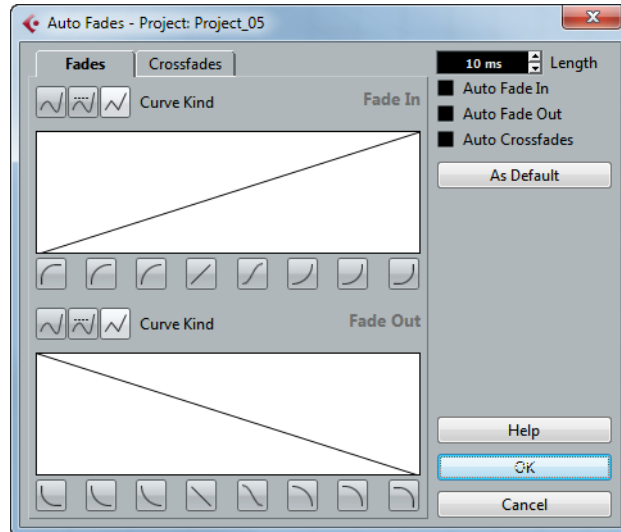 Auto Fades - Project: Project_05
Fades
Crossfades
10 ms
Length
Curve Kind
Fade In
Auto Fade In
Auto Fade Out
Auto Crossfades
As Default
Curve Kind
Fade Out
Help
OK
Cancel